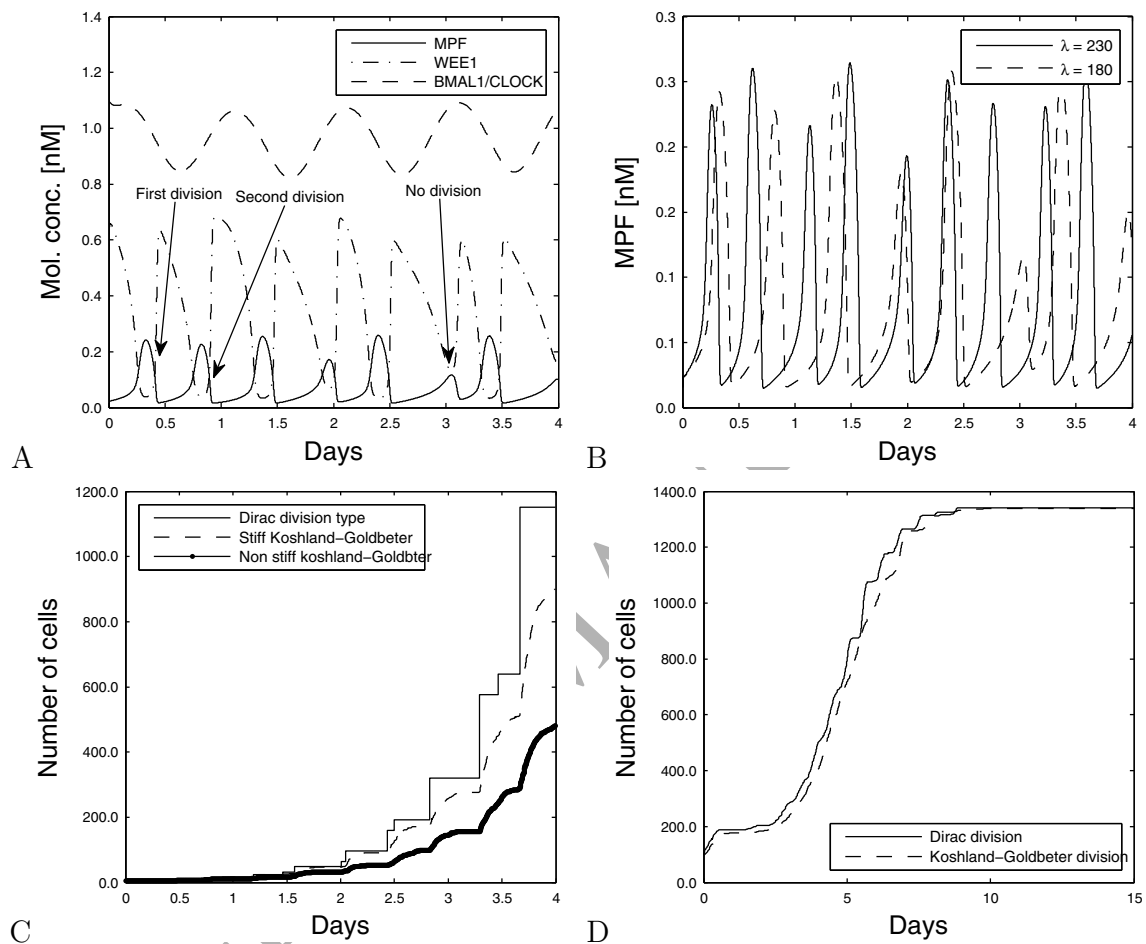 1.4
1.2
1.0
0.8
0.6
0.4
0.2
0.0
Mol. conc. [nM]
MPF
WEE1
BMAL1/CLOCK
First division
Second division
No division
0 0.5 1 1.5 2 2.5 3 3.5 4
Days
A
0.3
0.3
0.2
0.2
0.1
0.1
0.0
MPF [nM]
λ = 230
λ = 180
0 0.5 1 1.5 2 2.5 3 3.5 4
Days
B
1200.0
1000.0
800.0
600.0
400.0
200.0
0.0
Number of cells
Dirac division type
Stiff Koshland−Goldbeter
Non stiff koshland−Goldbter
0 0.5 1 1.5 2 2.5 3 3.5 4
Days
C
1400.0
1200.0
1000.0
800.0
600.0
400.0
200.0
0.0
Number of cells
Dirac division
Koshland−Goldbeter division
0 5 10 15
Days
D